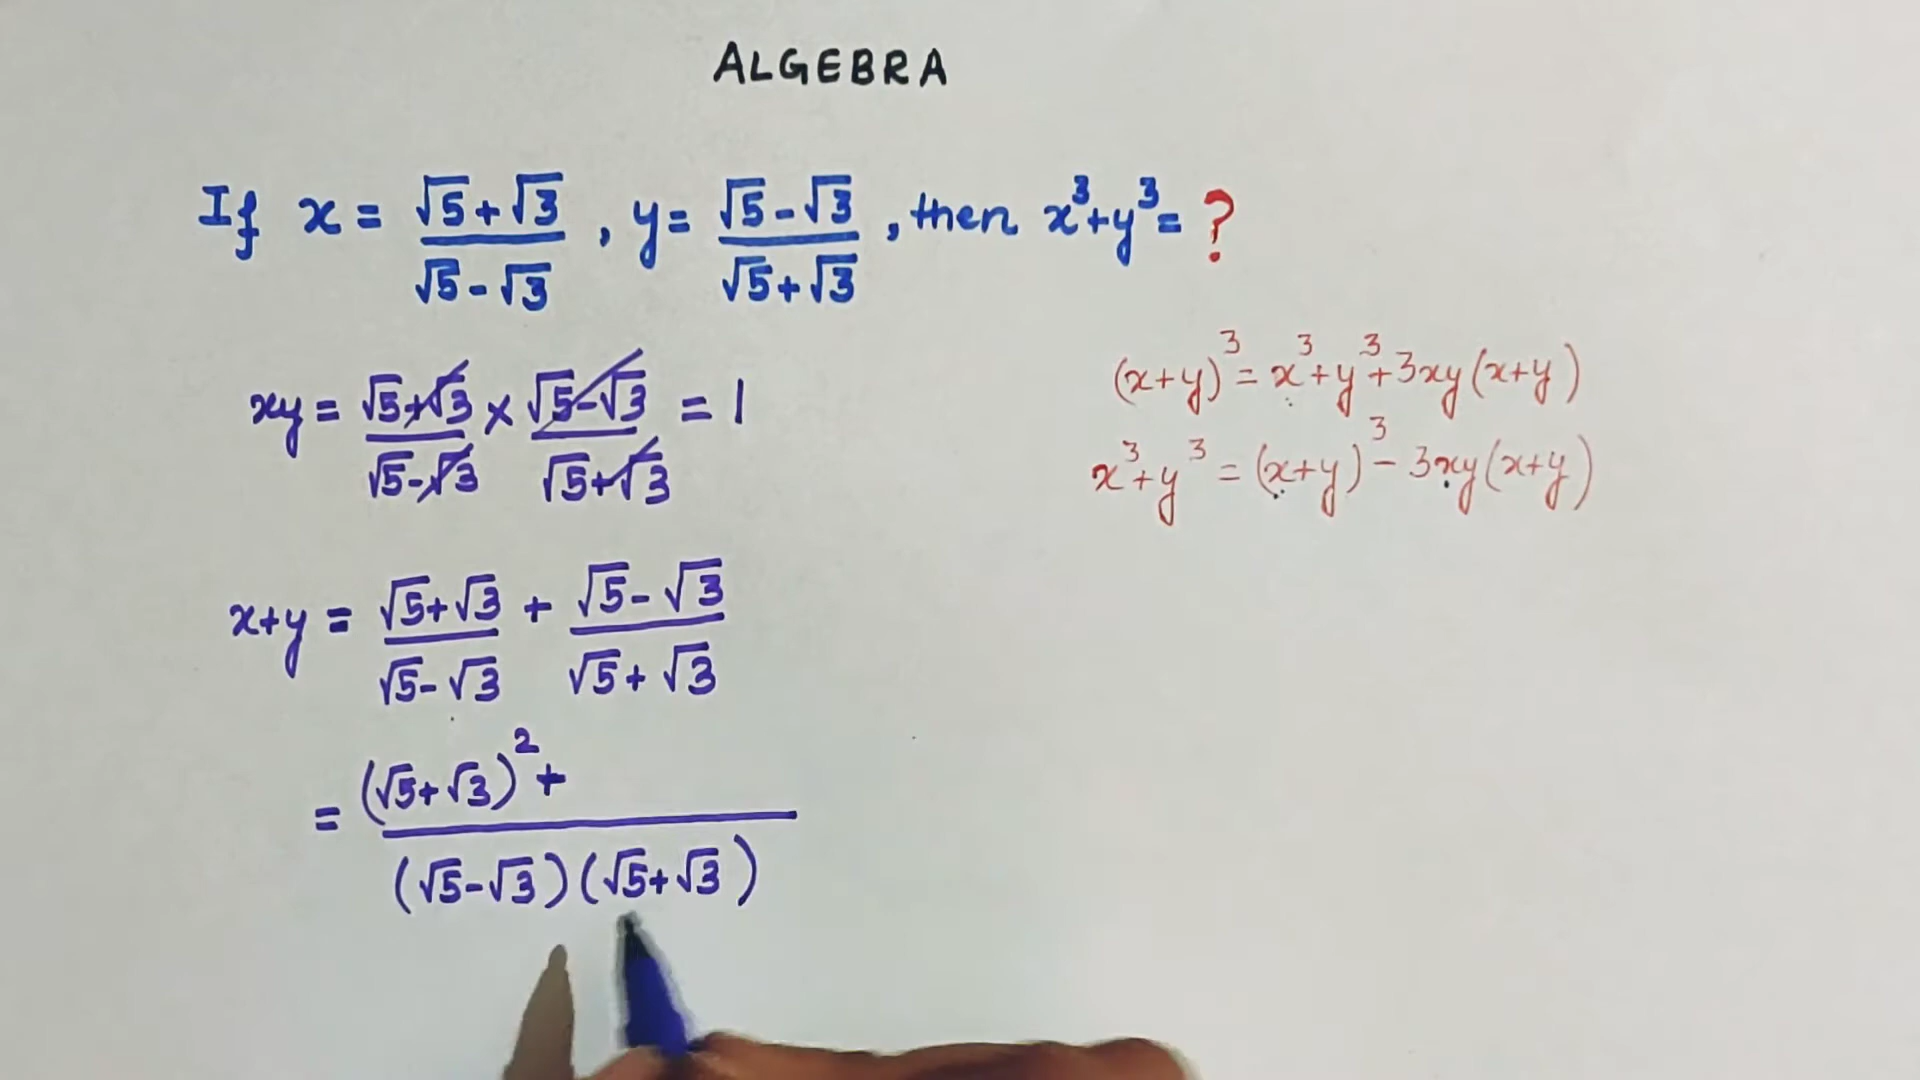 ALGEBRA
If x = (√5+√3)/(√5-√3), y = (√5-√3)/(√5+√3), then x³+y³ = ?
xy = (√5+√3)/(√5-√3) × (√5-√3)/(√5+√3) = 1
(x+y)³ = x³+y³+3xy(x+y)
x³+y³ = (x+y)³ - 3xy(x+y)
x+y = (√5+√3)/(√5-√3) + (√5-√3)/(√5+√3)
= (√5+√3)² +
(√5-√3)(√5+√3)